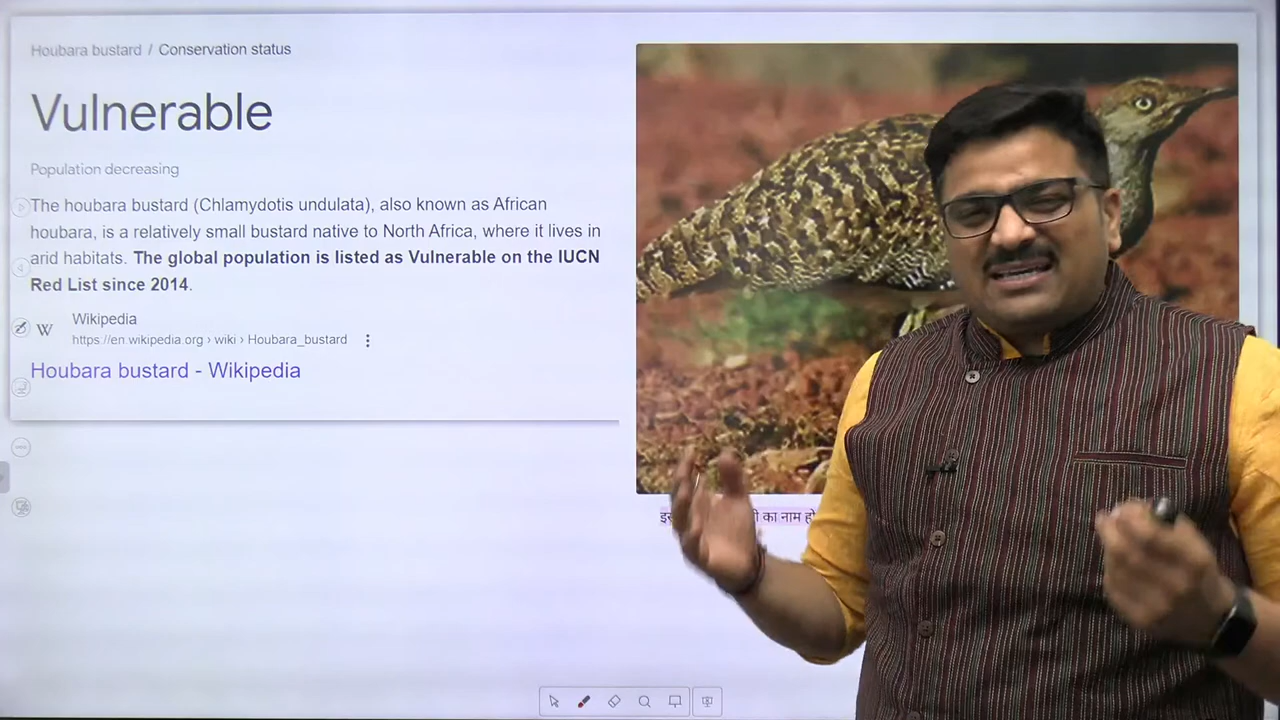 Houbara bustard / Conservation status
Vulnerable
Population decreasing
The houbara bustard (Chlamydotis undulata), also known as African
houbara, is a relatively small bustard native to North Africa, where it lives in
arid habitats. The global population is listed as Vulnerable on the IUCN
Red List since 2014.
W
Wikipedia
https://en.wikipedia.org › wiki › Houbara_bustard
Houbara bustard - Wikipedia
का नाम